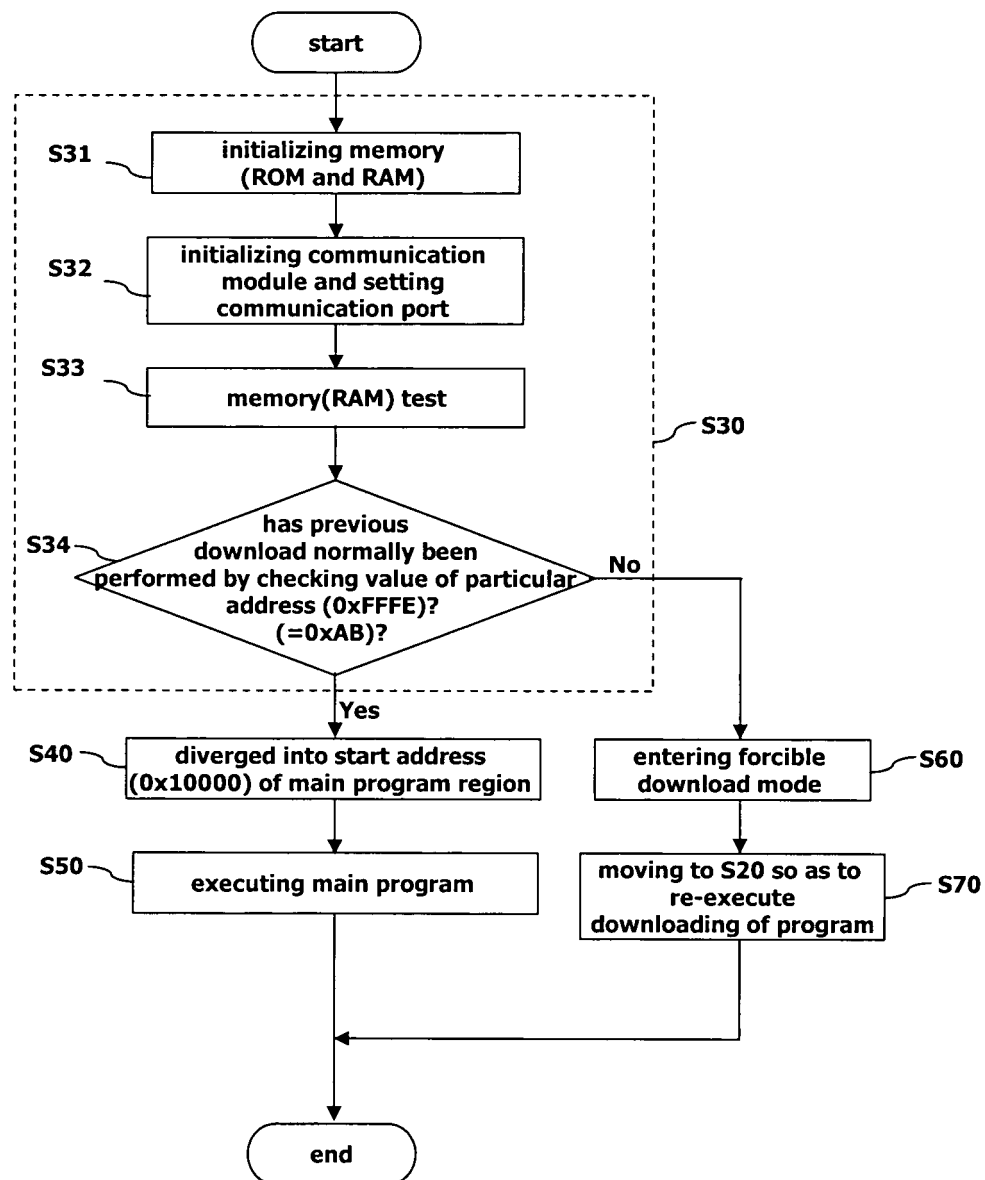 start
S31
initializing memory
(ROM and RAM)
S32
initializing communication
module and setting
communication port
S33
memory(RAM) test
S30
S34
has previous
download normally been
performed by checking value of particular
address (0xFFFE)?
(=0xAB)?
No
Yes
S40
diverged into start address
(0x10000) of main program region
entering forcible
download mode
S60
S50
executing main program
moving to S20 so as to
re-execute
downloading of program
S70
end